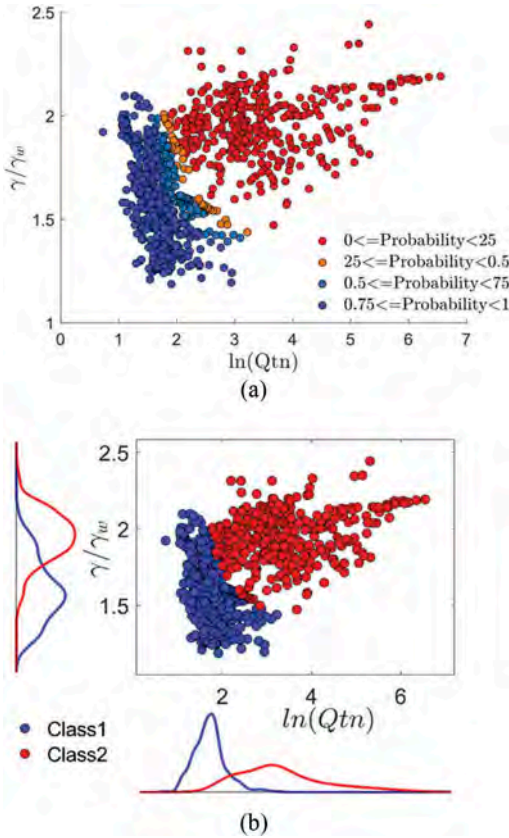 2.5
2
1.5
1
γ/γw
0 1 2 3 4 5 6 7
ln(Qtn)
0<=Probability<25
25<=Probability<0.5
0.5<=Probability<75
0.75<=Probability<1
(a)
2.5
2
1.5
γ/γw
2 4 6
ln(Qtn)
Class1
Class2
(b)